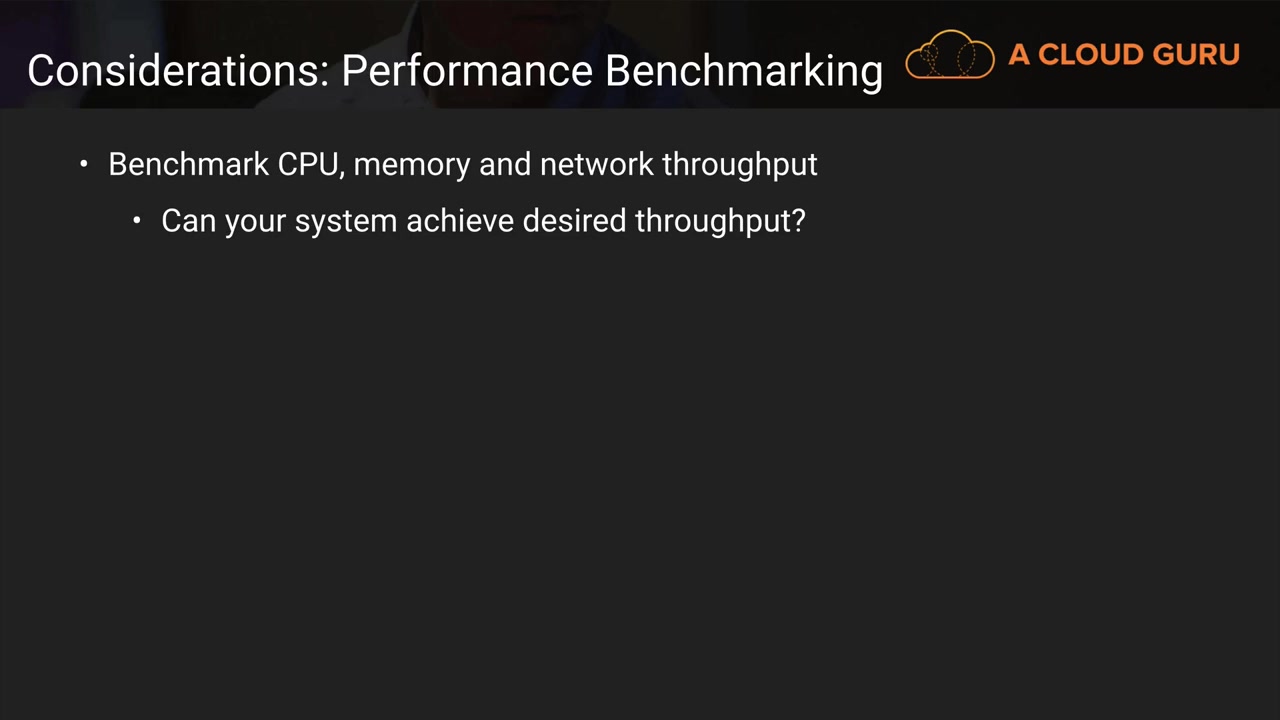 Considerations: Performance Benchmarking
A CLOUD GURU
• Benchmark CPU, memory and network throughput
• Can your system achieve desired throughput?